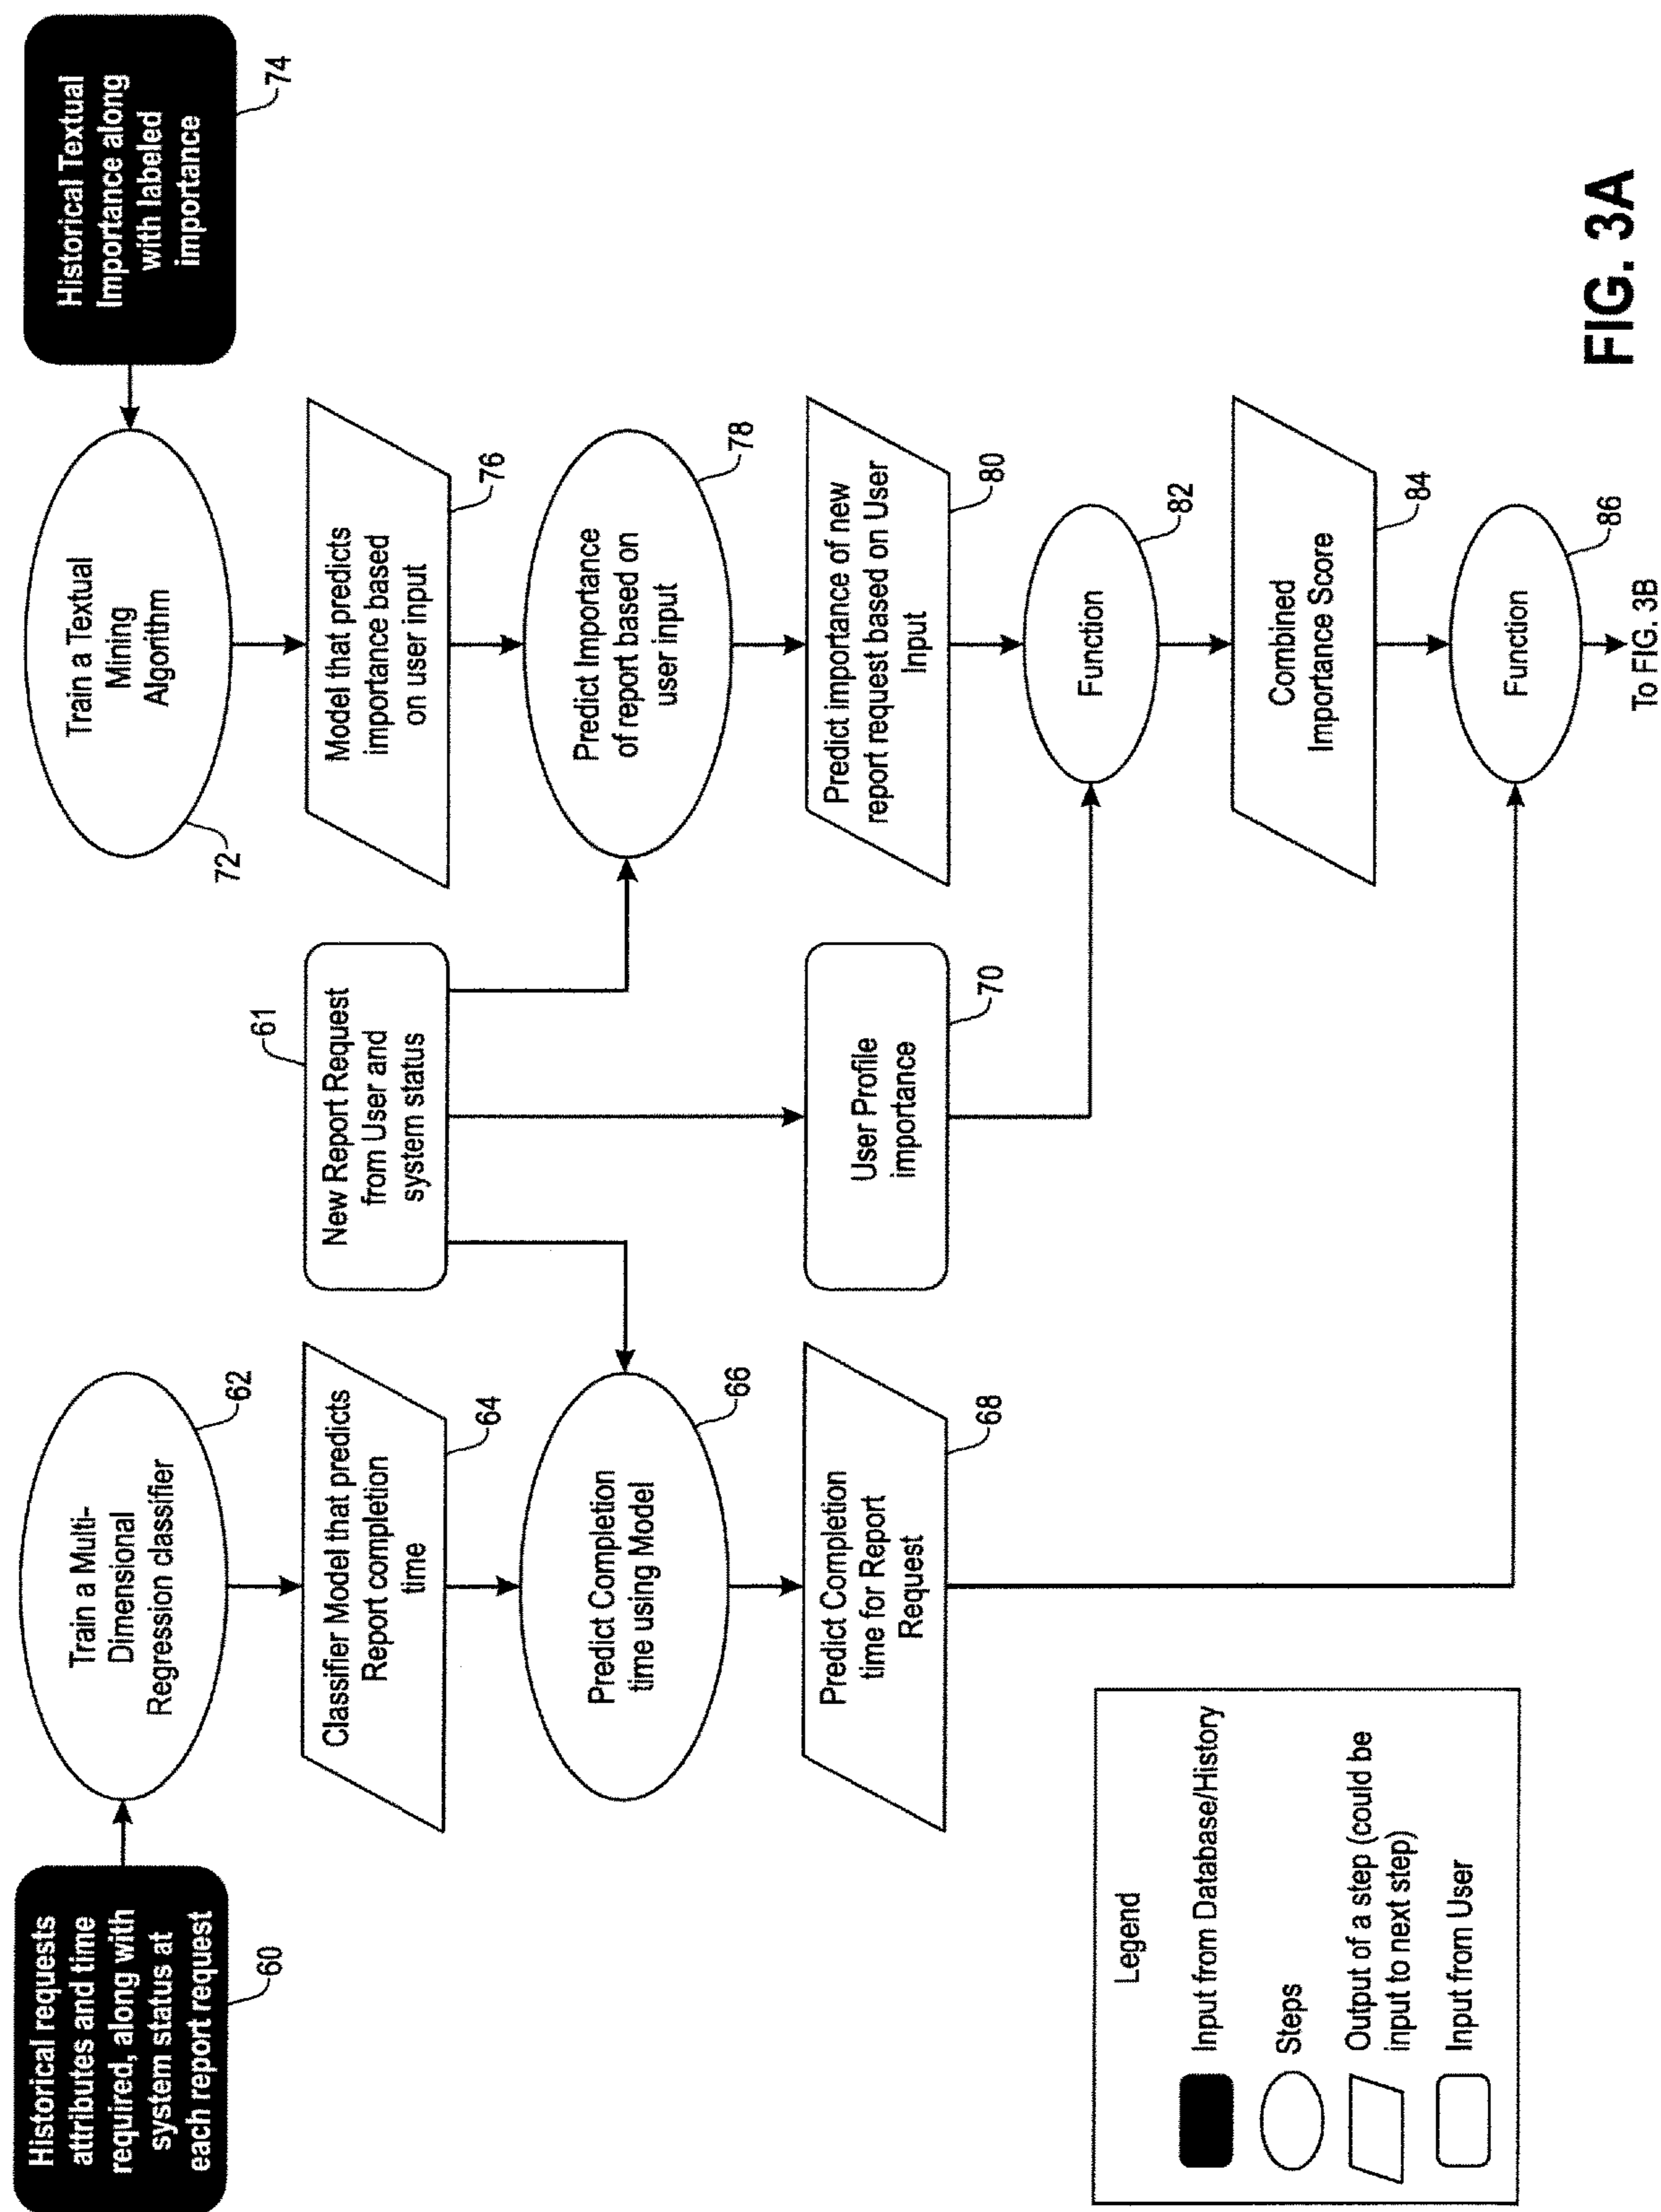 Historical requests
attributes and time
required, along with
system status at
each report request
60
Train a Multi-
Dimensional
Regression classifier
62
Classifier Model that predicts
Report completion
time
64
Predict Completion
time using Model
66
Predict Completion
time for Report
Request
68
New Report Request
from User and
system status
61
User Profile
importance
70
Train a Textual
Mining
Algorithm
72
Historical Textual
Importance along
with labeled
importance
74
Model that predicts
importance based
on user input
76
Predict Importance
of report based on
user input
78
Predict importance of new
report request based on User
Input
80
Function
82
Combined
Importance Score
84
Function
86
To FIG. 3B
Legend
Input from Database/History
Steps
Output of a step (could be
input to next step)
Input from User
FIG. 3A